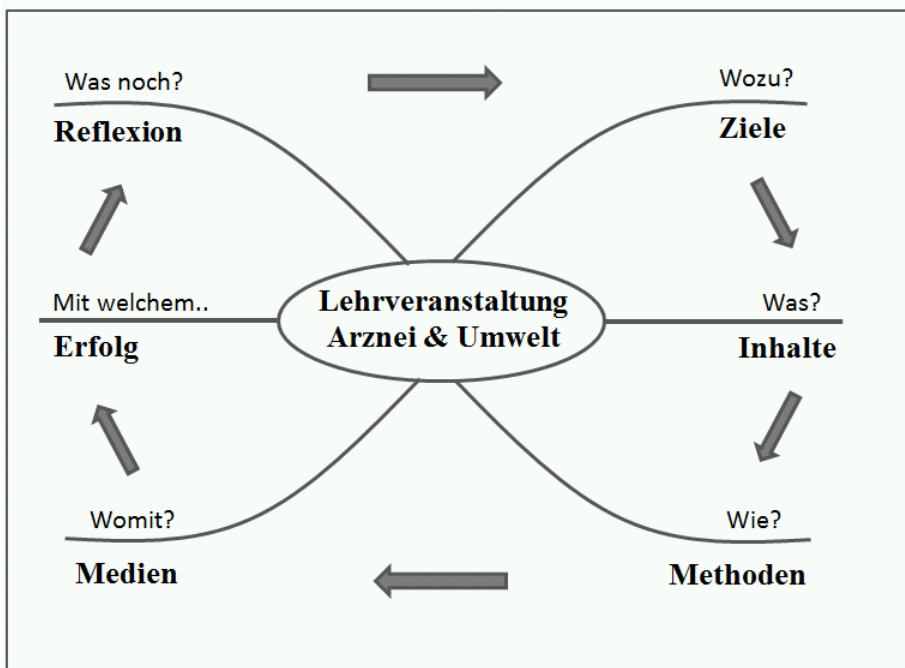 Was noch?
Reflexion
Wozu?
Ziele
Mit welchem..
Erfolg
Lehrveranstaltung
Arznei & Umwelt
Was?
Inhalte
Womit?
Medien
Wie?
Methoden